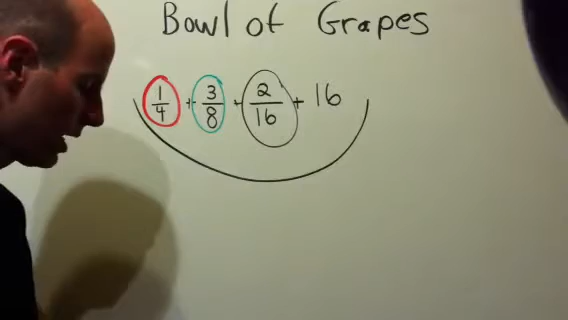 Bowl of Grapes
1/4 + 3/8 + 2/16 + 16